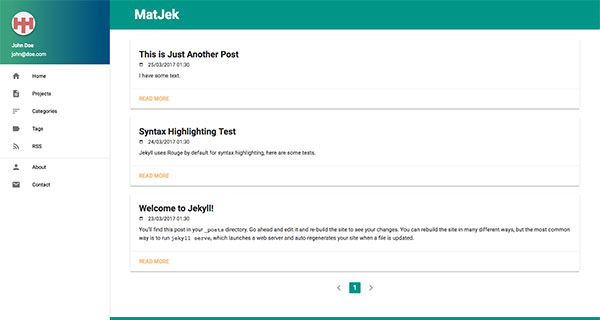 John Doe
john@doe.com
Home
Projects
Categories
Tags
RSS
About
Contact
MatJek
This is Just Another Post
25/03/2017 01:30
I have some text.
READ MORE
Syntax Highlighting Test
24/03/2017 01:30
Jekyll uses Rouge by default for syntax highlighting, here are some tests.
READ MORE
Welcome to Jekyll!
23/03/2017 01:30
You'll find this post in your _posts directory. Go ahead and edit it and re-build the site to see your changes. You can rebuild the site in many different ways, but the most common
way is to run jekyll serve, which launches a web server and auto-regenerates your site when a file is updated.
READ MORE
1